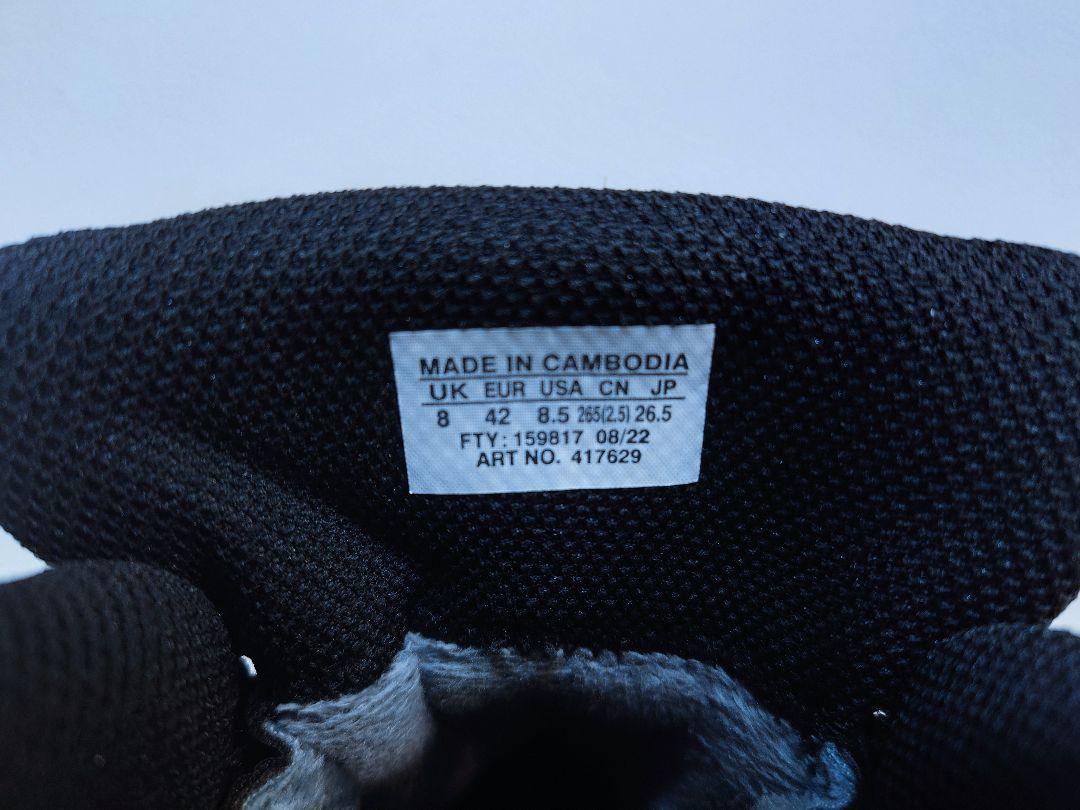 MADE IN CAMBODIA
UK EUR USA CN JP
8 42 8.5 265(2.5) 26.5
FTY: 159817 08/22
ART NO. 417629